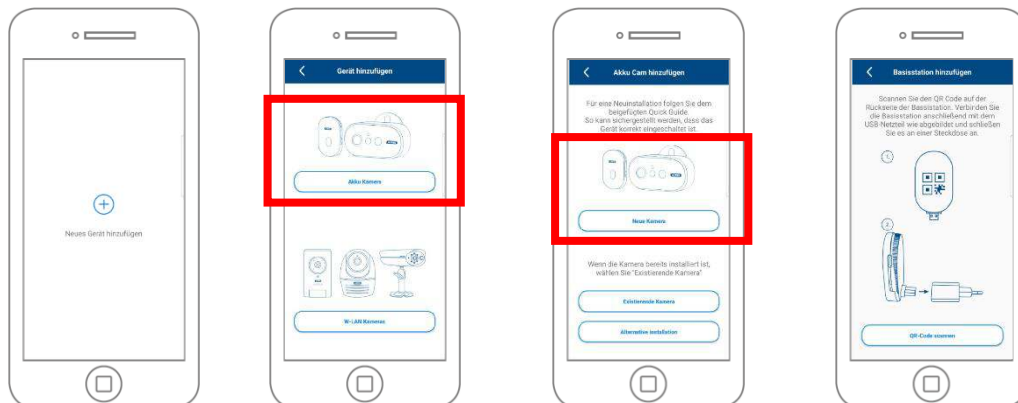 Neues Gerät hinzufügen
Gerät hinzufügen
Akku Kamera
W-LAN Kameras
Akku Cam hinzufügen
Für eine Neuinstallation folgen Sie dem
beigefügten Quick Guide.
So kann sichergestellt werden, dass das
Gerät korrekt eingeschaltet ist.
Neue Kamera
Wenn die Kamera bereits installiert ist,
wählen Sie "Existierende Kamera"
Existierende Kamera
Alternative Installation
Basisstation hinzufügen
Scannen Sie den QR Code auf der
Rückseite der Basisstation. Verbinden Sie
die Basisstation anschließend mit dem
USB-Netzteil wie abgebildet und schließen
Sie es an einer Steckdose an.
1.
2.
QR-Code scannen